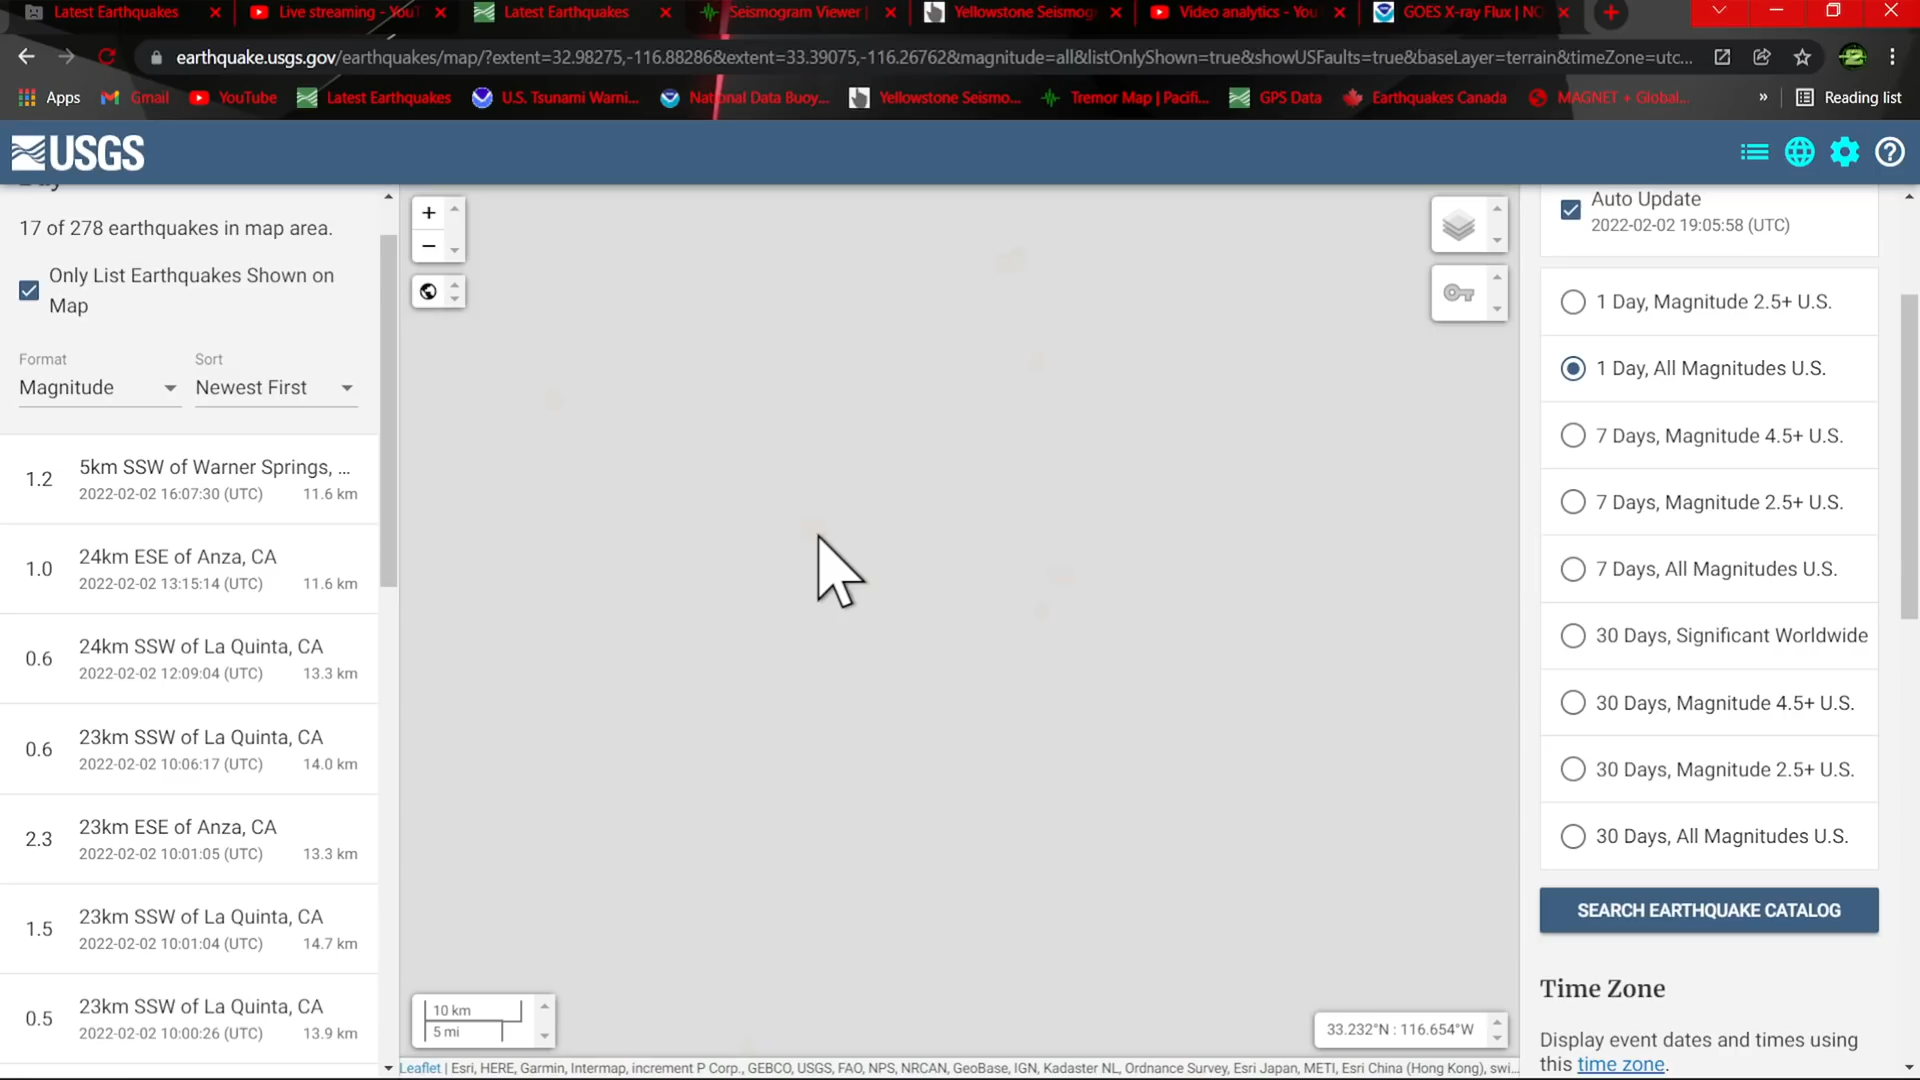 Latest Earthquakes
Live streaming - YouT
Latest Earthquakes
Seismogram Viewer |
Yellowstone Seismog
Video analytics - You
GOES X-ray Flux | NO
earthquake.usgs.gov/earthquakes/map/?extent=32.98275,-116.88286&extent=33.39075,-116.26762&magnitude=all&listOnlyShown=true&showUSFaults=true&baseLayer=terrain&timeZone=utc...
Apps Gmail YouTube Latest Earthquakes U.S. Tsunami Warni... National Data Buoy... Yellowstone Seismo... Tremor Map | Pacifi... GPS Data Earthquakes Canada MAGNET + Global... » Reading list
USGS
17 of 278 earthquakes in map area.
Only List Earthquakes Shown on
Map
Format Sort
Magnitude Newest First
1.2 5km SSW of Warner Springs, ...
2022-02-02 16:07:30 (UTC) 11.6 km
1.0 24km ESE of Anza, CA
2022-02-02 13:15:14 (UTC) 11.6 km
0.6 24km SSW of La Quinta, CA
2022-02-02 12:09:04 (UTC) 13.3 km
0.6 23km SSW of La Quinta, CA
2022-02-02 10:06:17 (UTC) 14.0 km
2.3 23km ESE of Anza, CA
2022-02-02 10:01:05 (UTC) 13.3 km
1.5 23km SSW of La Quinta, CA
2022-02-02 10:01:04 (UTC) 14.7 km
0.5 23km SSW of La Quinta, CA
2022-02-02 10:00:26 (UTC) 13.9 km
+
−
10 km
5 mi
33.232°N : 116.654°W
Leaflet | Esri, HERE, Garmin, Intermap, increment P Corp., GEBCO, USGS, FAO, NPS, NRCAN, GeoBase, IGN, Kadaster NL, Ordnance Survey, Esri Japan, METI, Esri China (Hong Kong), swi...
Auto Update
2022-02-02 19:05:58 (UTC)
1 Day, Magnitude 2.5+ U.S.
1 Day, All Magnitudes U.S.
7 Days, Magnitude 4.5+ U.S.
7 Days, Magnitude 2.5+ U.S.
7 Days, All Magnitudes U.S.
30 Days, Significant Worldwide
30 Days, Magnitude 4.5+ U.S.
30 Days, Magnitude 2.5+ U.S.
30 Days, All Magnitudes U.S.
SEARCH EARTHQUAKE CATALOG
Time Zone
Display event dates and times using
this time zone.